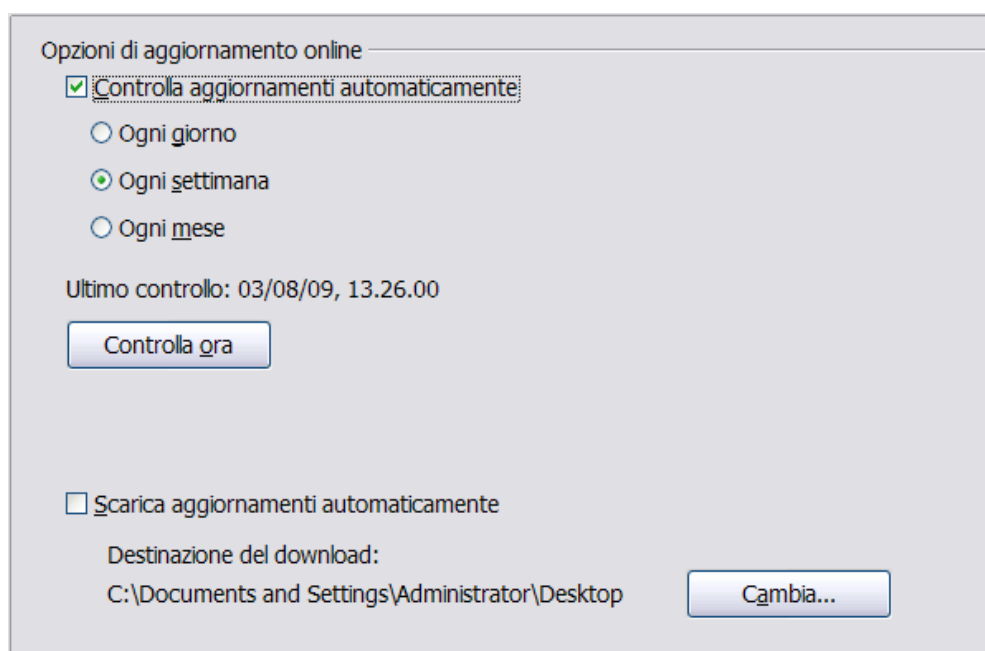 Opzioni di aggiornamento online
Controlla aggiornamenti automaticamente
Ogni giorno
Ogni settimana
Ogni mese
Ultimo controllo: 03/08/09, 13.26.00
Controlla ora
Scarica aggiornamenti automaticamente
Destinazione del download:
C:\Documents and Settings\Administrator\Desktop
Cambia...